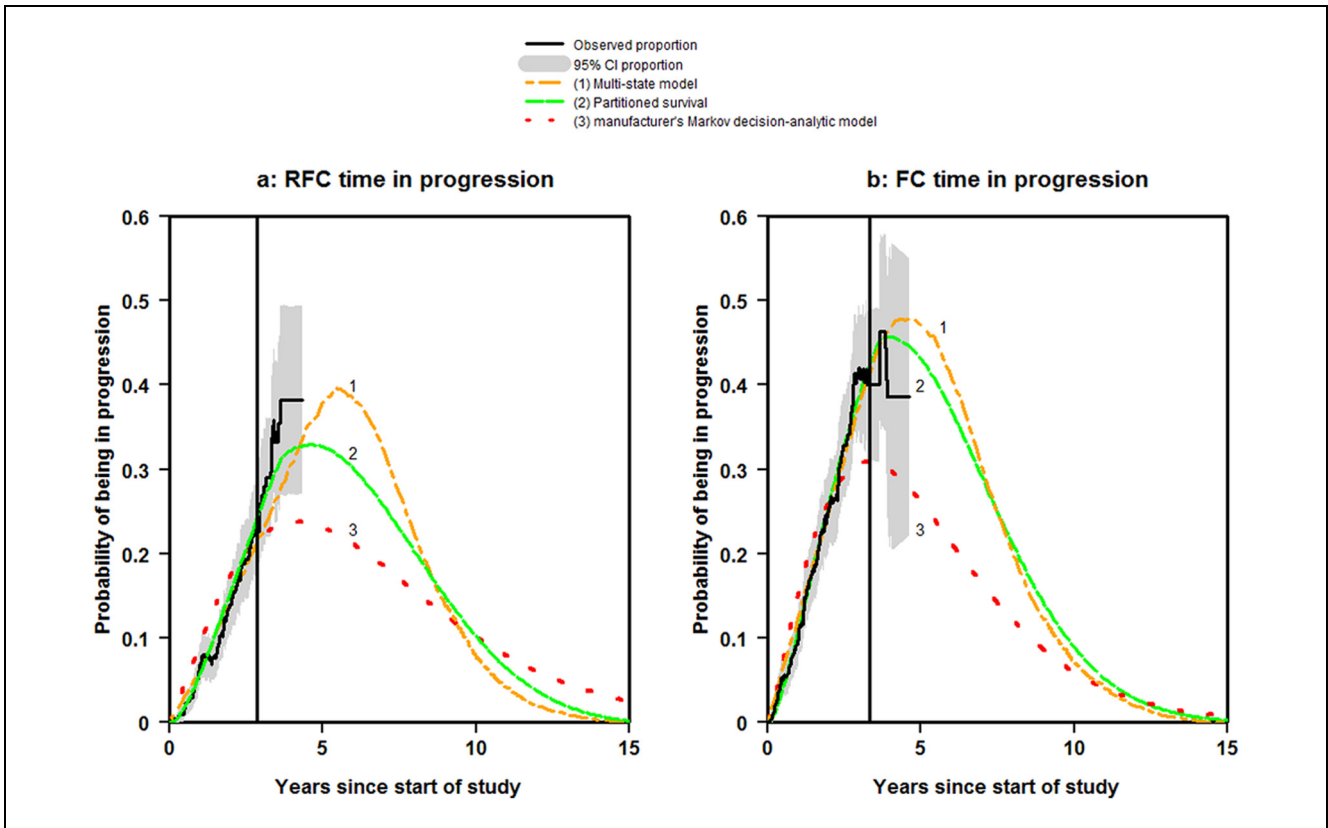 Observed proportion
95% CI proportion
(1) Multi-state model
(2) Partitioned survival
(3) manufacturer's Markov decision-analytic model
a: RFC time in progression
0.6
0.5
0.4
0.3
0.2
0.1
0
Probability of being in progression
1
2
3
0
5
10
15
Years since start of study
b: FC time in progression
0.6
0.5
0.4
0.3
0.2
0.1
0
Probability of being in progression
1
2
3
0
5
10
15
Years since start of study